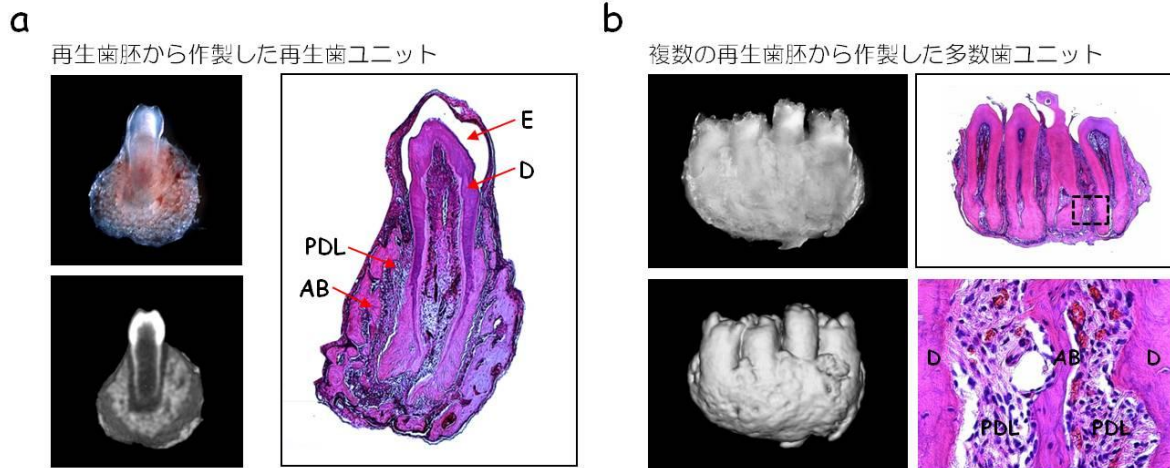 a
再生歯胚から作製した再生歯ユニット
E
D
PDL
AB
b
複数の再生歯胚から作製した多数歯ユニット
D
AB
D
PDL
PDL